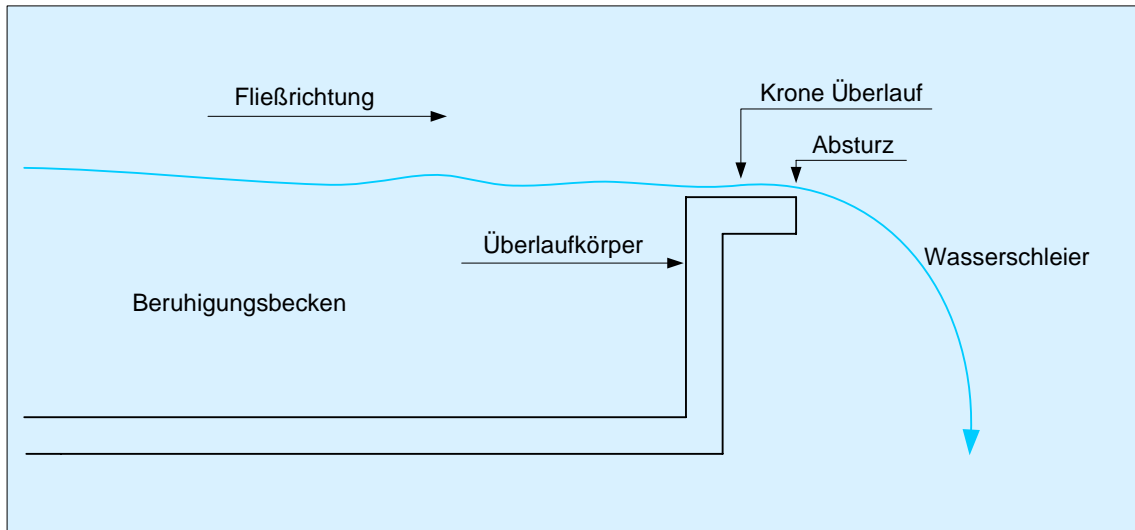 Fließrichtung
Krone Überlauf
Absturz
Überlaufkörper
Wasserschleier
Beruhigungsbecken